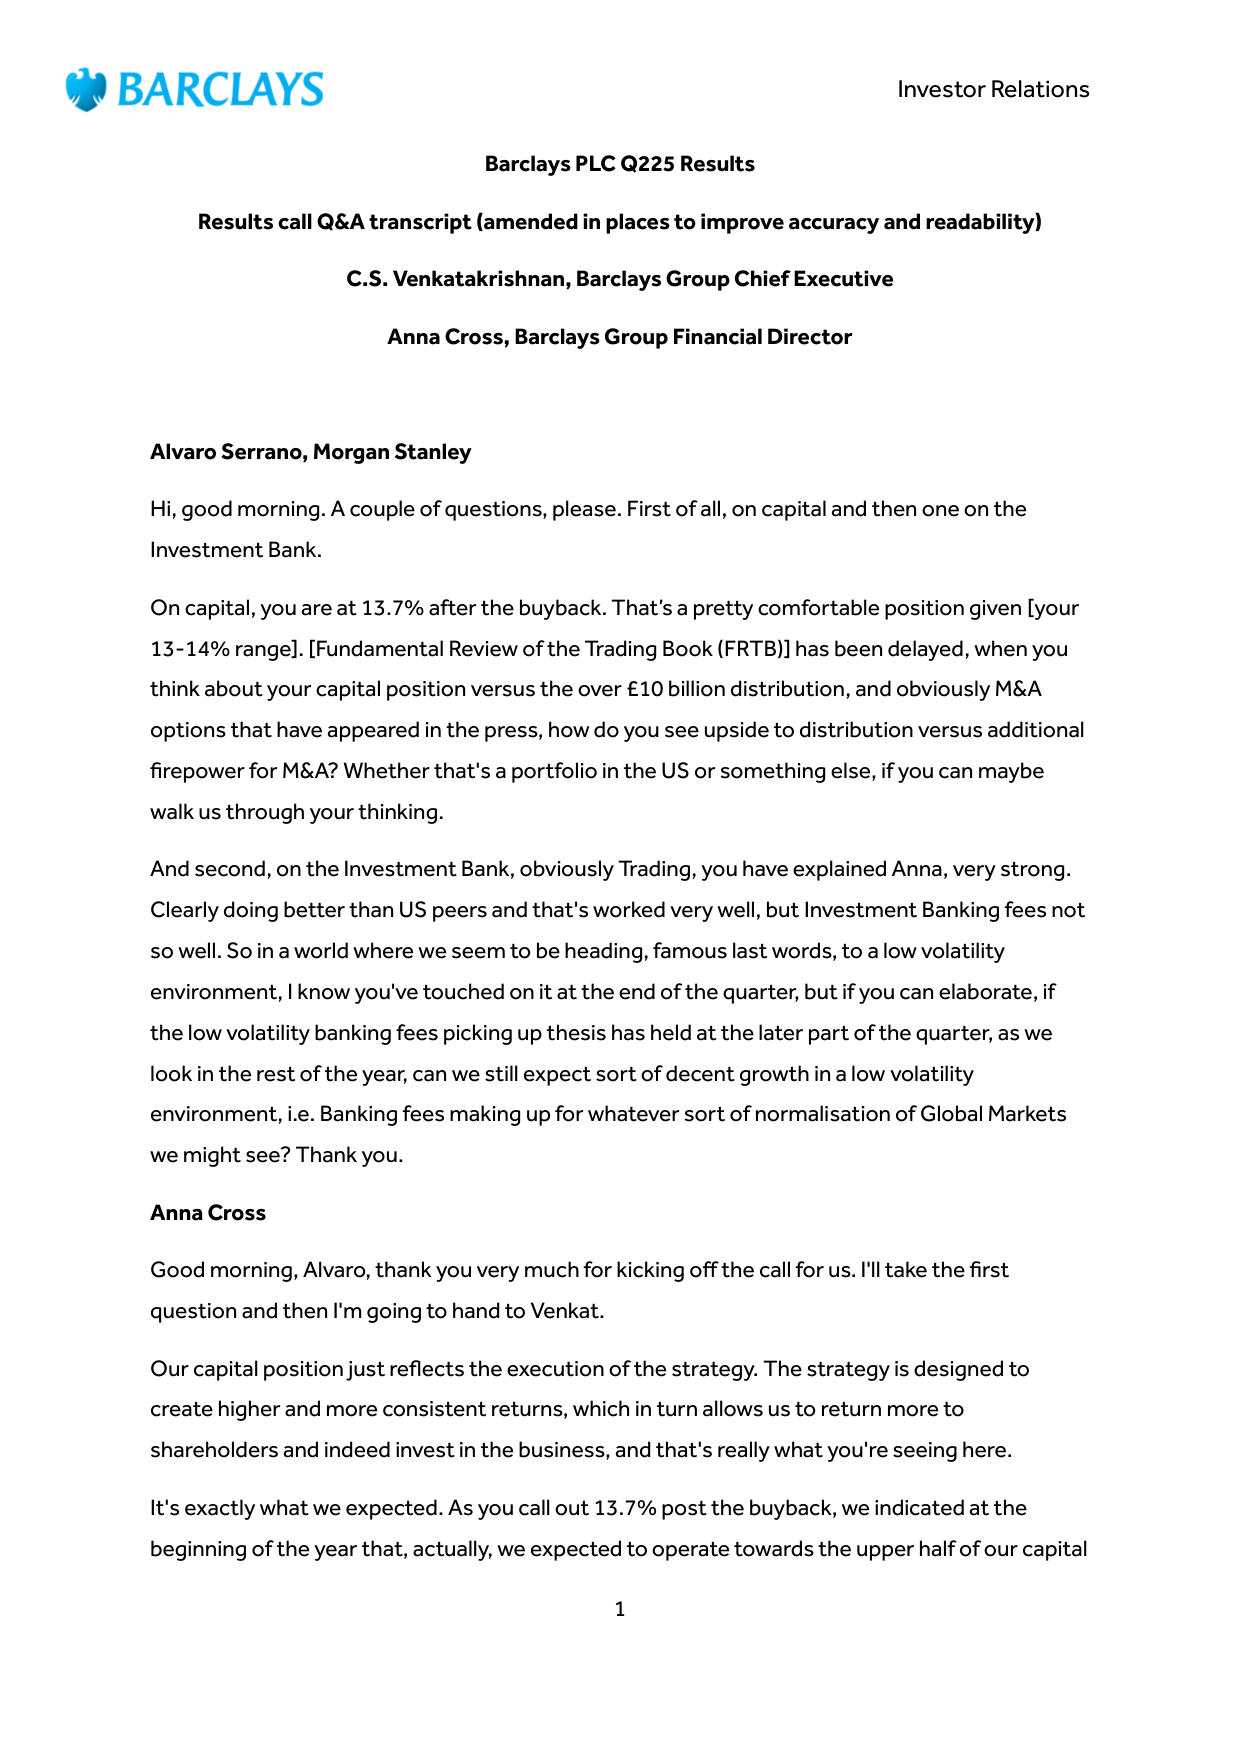 BARCLAYS
Investor Relations
Barclays PLC Q225 Results
Results call Q&A transcript (amended in places to improve accuracy and readability)
C.S. Venkatakrishnan, Barclays Group Chief Executive
Anna Cross, Barclays Group Financial Director
Alvaro Serrano, Morgan Stanley
Hi, good morning. A couple of questions, please. First of all, on capital and then one on the
Investment Bank.
On capital, you are at 13.7% after the buyback. That’s a pretty comfortable position given [your
13-14% range]. [Fundamental Review of the Trading Book (FRTB)] has been delayed, when you
think about your capital position versus the over £10 billion distribution, and obviously M&A
options that have appeared in the press, how do you see upside to distribution versus additional
firepower for M&A? Whether that's a portfolio in the US or something else, if you can maybe
walk us through your thinking.
And second, on the Investment Bank, obviously Trading, you have explained Anna, very strong.
Clearly doing better than US peers and that's worked very well, but Investment Banking fees not
so well. So in a world where we seem to be heading, famous last words, to a low volatility
environment, I know you've touched on it at the end of the quarter, but if you can elaborate, if
the low volatility banking fees picking up thesis has held at the later part of the quarter, as we
look in the rest of the year, can we still expect sort of decent growth in a low volatility
environment, i.e. Banking fees making up for whatever sort of normalisation of Global Markets
we might see? Thank you.
Anna Cross
Good morning, Alvaro, thank you very much for kicking off the call for us. I'll take the first
question and then I'm going to hand to Venkat.
Our capital position just reflects the execution of the strategy. The strategy is designed to
create higher and more consistent returns, which in turn allows us to return more to
shareholders and indeed invest in the business, and that's really what you're seeing here.
It's exactly what we expected. As you call out 13.7% post the buyback, we indicated at the
beginning of the year that, actually, we expected to operate towards the upper half of our capital
1